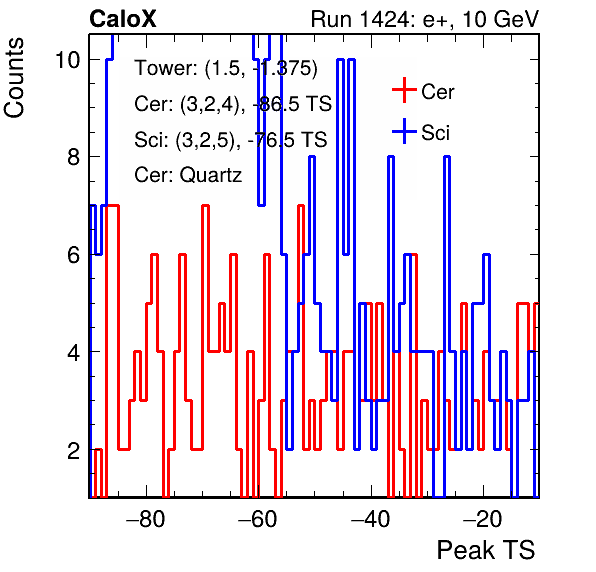 CaloX Run 1424: e+, 10 GeV
Counts
10
8
6
4
2
Tower: (1.5, -1.375)
Cer: (3,2,4), -86.5 TS
Sci: (3,2,5), -76.5 TS
Cer: Quartz
Cer
Sci
−80 −60 −40 −20
Peak TS